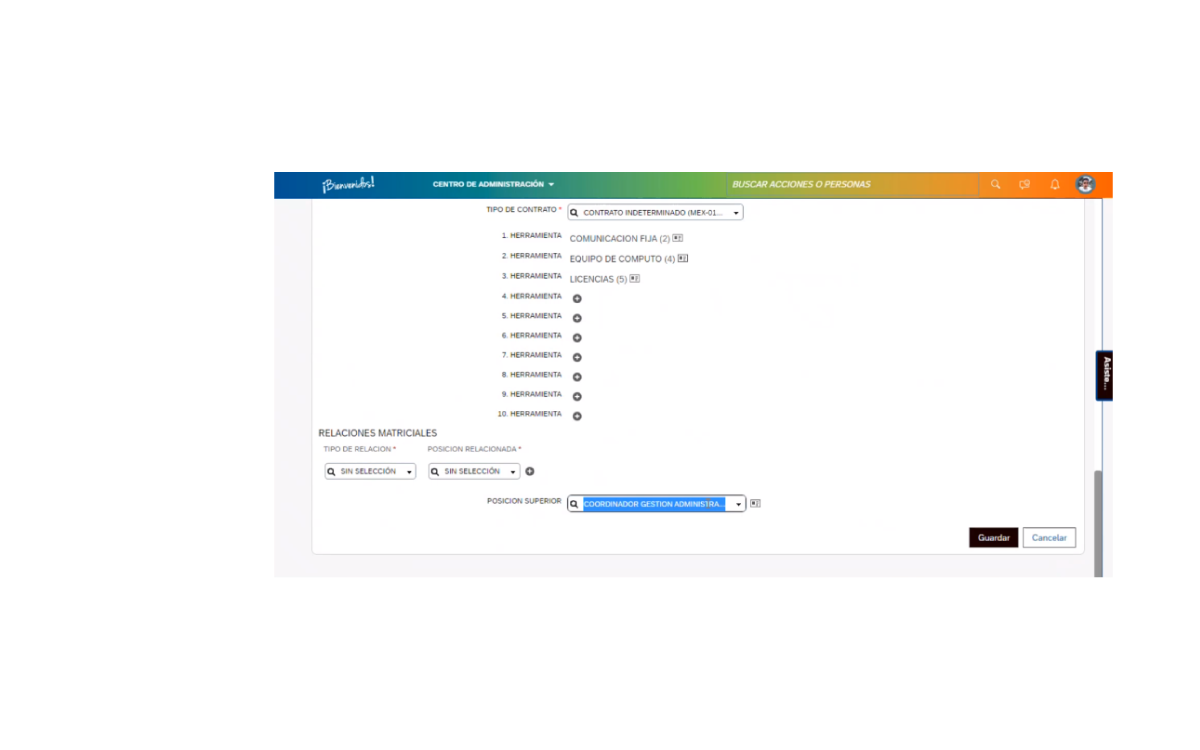 ¡Bienvenid@s!
CENTRO DE ADMINISTRACIÓN
BUSCAR ACCIONES O PERSONAS
TIPO DE CONTRATO * CONTRATO INDETERMINADO (MEX-01...
1. HERRAMIENTA COMUNICACION FIJA (2)
2. HERRAMIENTA EQUIPO DE COMPUTO (4)
3. HERRAMIENTA LICENCIAS (5)
4. HERRAMIENTA
5. HERRAMIENTA
6. HERRAMIENTA
7. HERRAMIENTA
8. HERRAMIENTA
9. HERRAMIENTA
10. HERRAMIENTA
Asiste...
RELACIONES MATRICIALES
TIPO DE RELACION * POSICION RELACIONADA *
SIN SELECCIÓN SIN SELECCIÓN
POSICION SUPERIOR COORDINADOR GESTION ADMINISTRA...
Guardar Cancelar